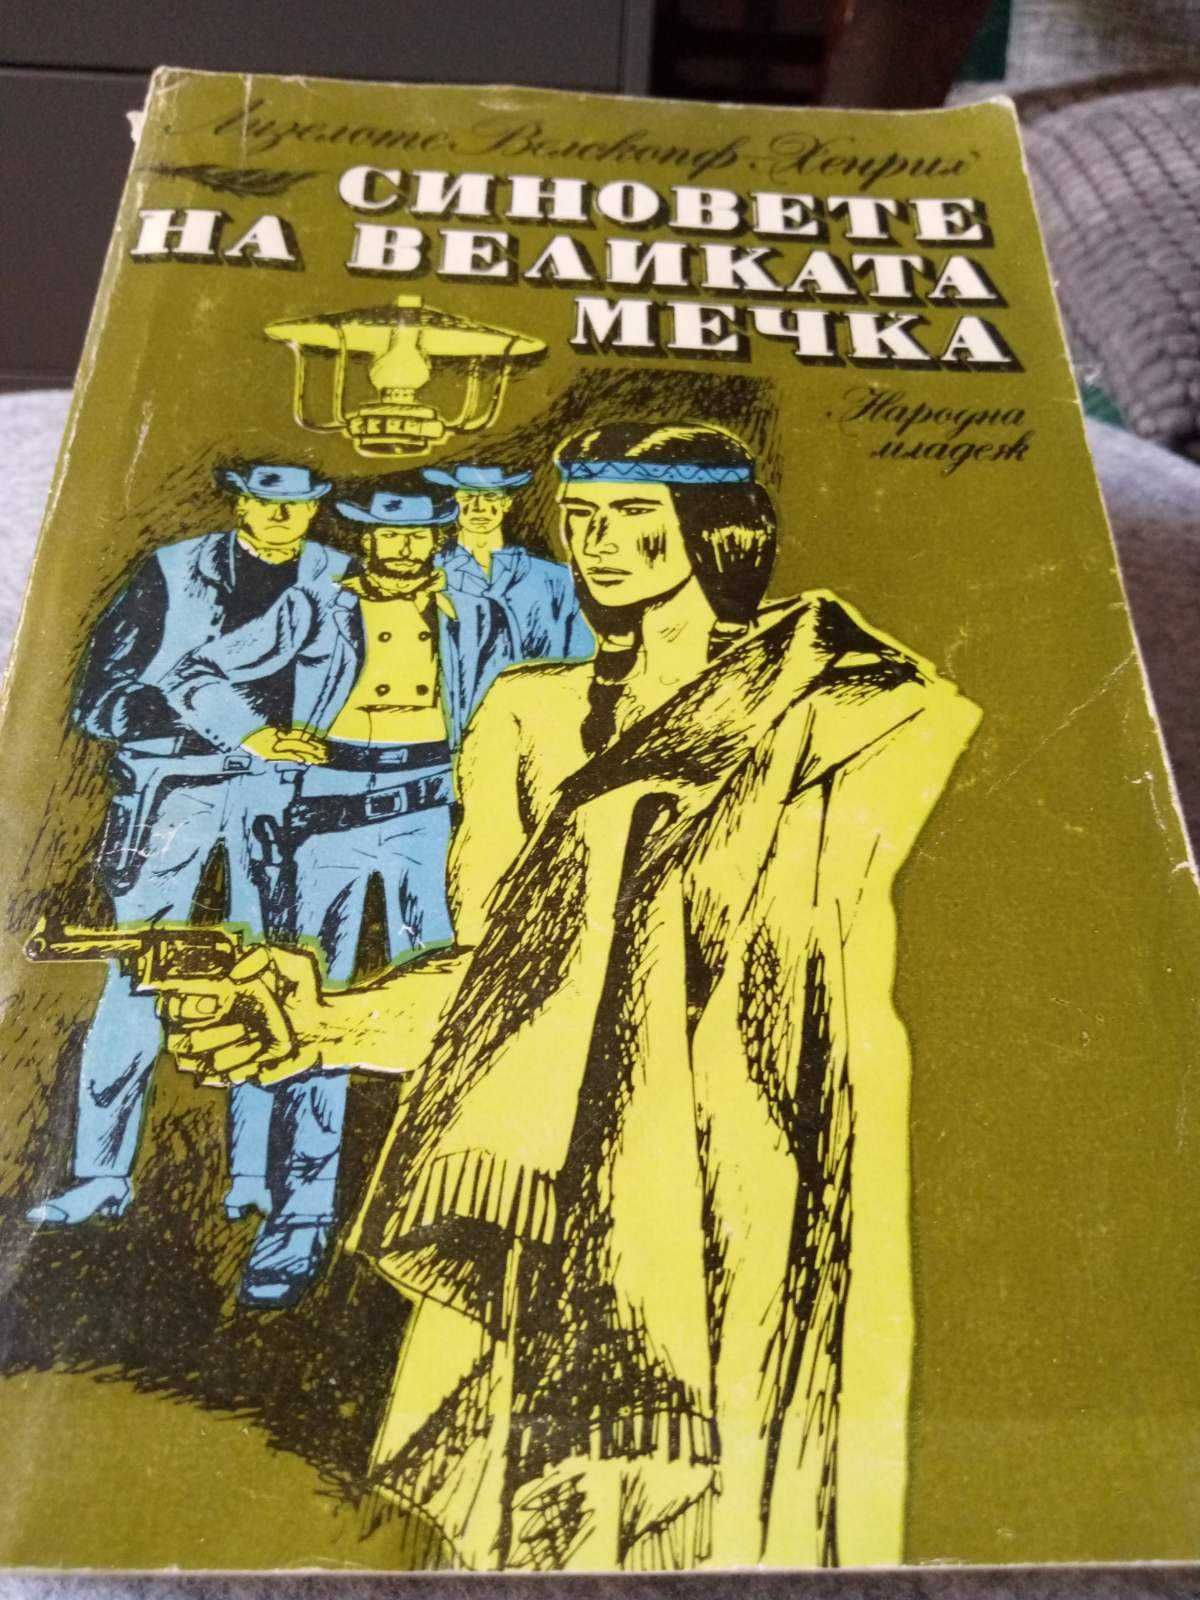 Лизелоте Велскопф-Хенрих
СИНОВЕТЕ
НА ВЕЛИКАТА
МЕЧКА
Народна
младеж